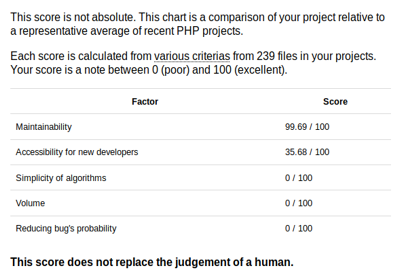 This score is not absolute. This chart is a comparison of your project relative to
a representative average of recent PHP projects.
Each score is calculated from various criterias from 239 files in your projects.
Your score is a note between 0 (poor) and 100 (excellent).
Factor Score
Maintainability 99.69 / 100
Accessibility for new developers 35.68 / 100
Simplicity of algorithms 0 / 100
Volume 0 / 100
Reducing bug's probability 0 / 100
This score does not replace the judgement of a human.